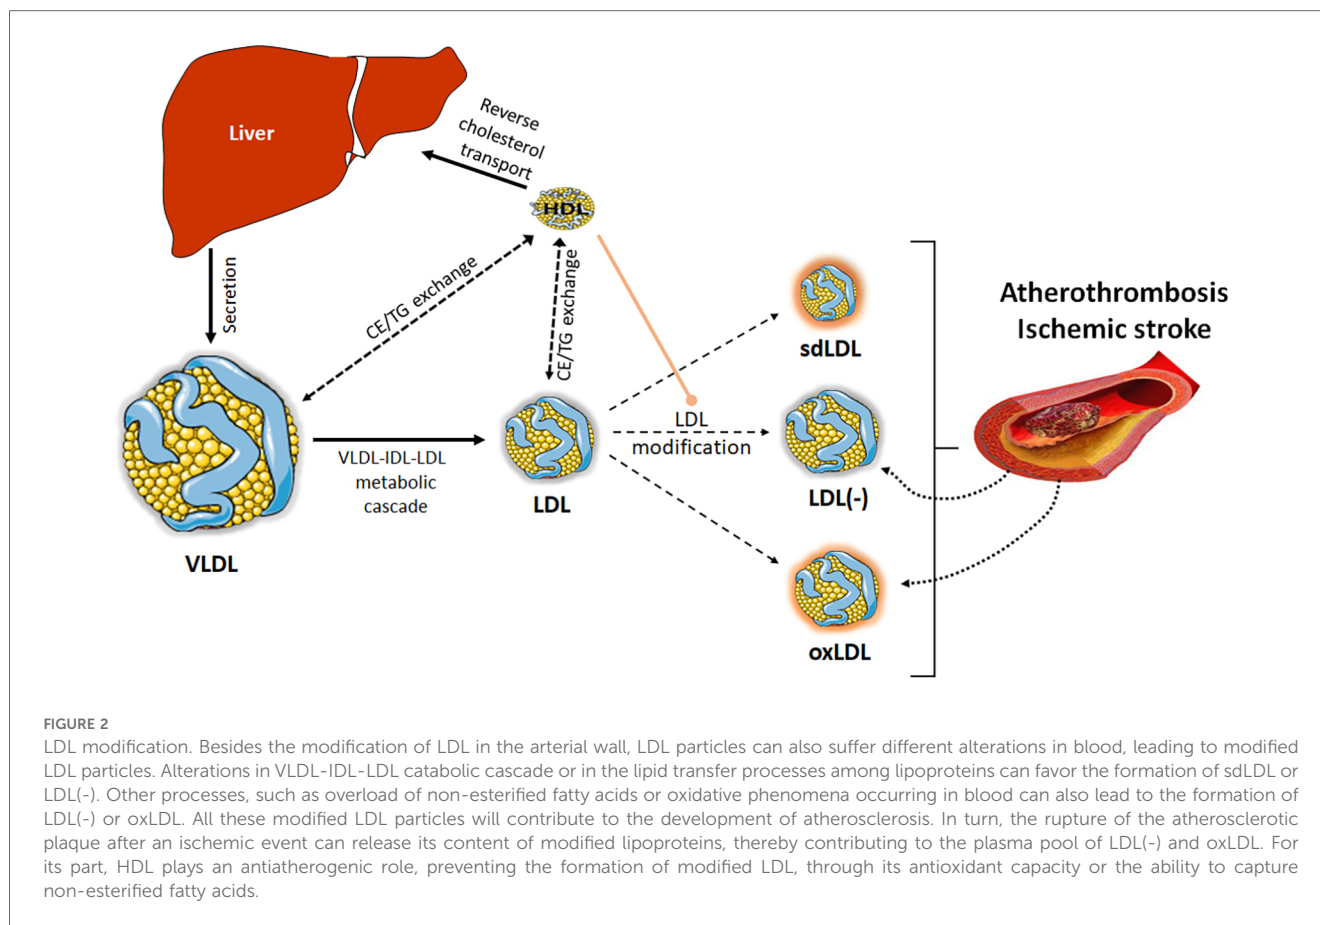 Liver
Reverse
cholesterol
transport
HDL
Secretion
CE/TG exchange
CE/TG exchange
sdLDL
Atherothrombosis
Ischemic stroke
VLDL-IDL-LDL
metabolic
cascade
LDL
modification
VLDL
LDL
LDL(-)
oxLDL
FIGURE 2
LDL modification. Besides the modification of LDL in the arterial wall, LDL particles can also suffer different alterations in blood, leading to modified
LDL particles. Alterations in VLDL-IDL-LDL catabolic cascade or in the lipid transfer processes among lipoproteins can favor the formation of sdLDL or
LDL(-). Other processes, such as overload of non-esterified fatty acids or oxidative phenomena occurring in blood can also lead to the formation of
LDL(-) or oxLDL. All these modified LDL particles will contribute to the development of atherosclerosis. In turn, the rupture of the atherosclerotic
plaque after an ischemic event can release its content of modified lipoproteins, thereby contributing to the plasma pool of LDL(-) and oxLDL. For
its part, HDL plays an antiatherogenic role, preventing the formation of modified LDL, through its antioxidant capacity or the ability to capture
non-esterified fatty acids.